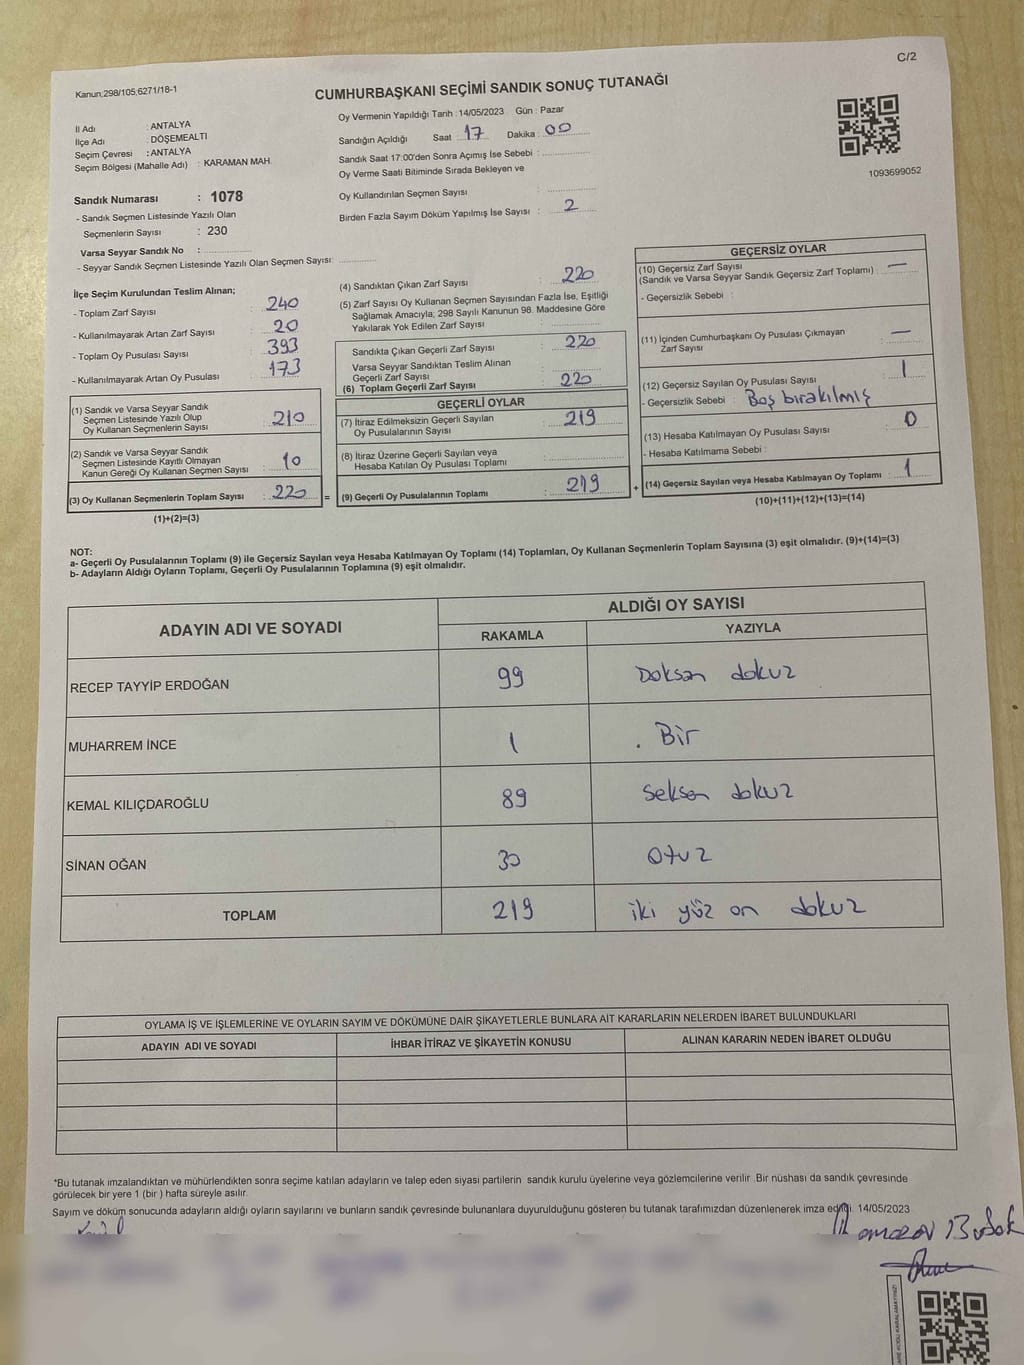 C/2
Kanun:298/105;6271/18-1
CUMHURBAŞKANI SEÇİMİ SANDIK SONUÇ TUTANAĞI
İl Adı : ANTALYA
İlçe Adı : DÖŞEMEALTI
Seçim Çevresi : ANTALYA
Seçim Bölgesi (Mahalle Adı) : KARAMAN MAH.
Sandık Numarası : 1078
- Sandık Seçmen Listesinde Yazılı Olan
Seçmenlerin Sayısı : 230
Varsa Seyyar Sandık No :
- Seyyar Sandık Seçmen Listesinde Yazılı Olan Seçmen Sayısı:
Oy Vermenin Yapıldığı Tarih : 14/05/2023 Gün : Pazar
Sandığın Açıldığı Saat : 17 Dakika : 00
Sandık Saat 17:00'den Sonra Açımış İse Sebebi :
Oy Verme Saati Bitiminde Sırada Bekleyen ve
Oy Kullandırılan Seçmen Sayısı :
Birden Fazla Sayım Döküm Yapılmış İse Sayısı : 2
1093699052
İlçe Seçim Kurulundan Teslim Alınan;
- Toplam Zarf Sayısı : 240
- Kullanılmayarak Artan Zarf Sayısı : 20
- Toplam Oy Pusulası Sayısı : 393
- Kullanılmayarak Artan Oy Pusulası : 173
(1) Sandık ve Varsa Seyyar Sandık
Seçmen Listesinde Yazılı Olup
Oy Kullanan Seçmenlerin Sayısı : 210
(2) Sandık ve Varsa Seyyar Sandık
Seçmen Listesinde Kayıtlı Olmayan
Kanun Gereği Oy Kullanan Seçmen Sayısı : 10
(3) Oy Kullanan Seçmenlerin Toplam Sayısı : 220 =
(1)+(2)=(3)
(4) Sandıktan Çıkan Zarf Sayısı : 220
(5) Zarf Sayısı Oy Kullanan Seçmen Sayısından Fazla İse, Eşitliği
Sağlamak Amacıyla; 298 Sayılı Kanunun 98. Maddesine Göre
Yakılarak Yok Edilen Zarf Sayısı :
Sandıkta Çıkan Geçerli Zarf Sayısı : 220
Varsa Seyyar Sandıktan Teslim Alınan
Geçerli Zarf Sayısı :
(6) Toplam Geçerli Zarf Sayısı : 220
GEÇERLİ OYLAR
(7) İtiraz Edilmeksizin Geçerli Sayılan
Oy Pusulalarının Sayısı : 219
(8) İtiraz Üzerine Geçerli Sayılan veya
Hesaba Katılan Oy Pusulası Toplamı :
(9) Geçerli Oy Pusulalarının Toplamı : 219 +
GEÇERSİZ OYLAR
(10) Geçersiz Zarf Sayısı
(Sandık ve Varsa Seyyar Sandık Geçersiz Zarf Toplamı) : —
- Geçersizlik Sebebi :
(11) İçinden Cumhurbaşkanı Oy Pusulası Çıkmayan
Zarf Sayısı : —
(12) Geçersiz Sayılan Oy Pusulası Sayısı : 1
- Geçersizlik Sebebi : Boş bırakılmış
(13) Hesaba Katılmayan Oy Pusulası Sayısı : 0
- Hesaba Katılmama Sebebi :
(14) Geçersiz Sayılan veya Hesaba Katılmayan Oy Toplamı : 1
(10)+(11)+(12)+(13)=(14)
NOT:
a- Geçerli Oy Pusulalarının Toplamı (9) ile Geçersiz Sayılan veya Hesaba Katılmayan Oy Toplamı (14) Toplamları, Oy Kullanan Seçmenlerin Toplam Sayısına (3) eşit olmalıdır. (9)+(14)=(3)
b- Adayların Aldığı Oyların Toplamı, Geçerli Oy Pusulalarının Toplamına (9) eşit olmalıdır.
ADAYIN ADI VE SOYADI
ALDIĞI OY SAYISI
RAKAMLA YAZIYLA
RECEP TAYYİP ERDOĞAN 99 Doksan dokuz
MUHARREM İNCE 1 Bir
KEMAL KILIÇDAROĞLU 89 Seksen dokuz
SİNAN OĞAN 30 Otuz
TOPLAM 219 iki yüz on dokuz
OYLAMA İŞ VE İŞLEMLERİNE VE OYLARIN SAYIM VE DÖKÜMÜNE DAİR ŞİKAYETLERLE BUNLARA AİT KARARLARIN NELERDEN İBARET BULUNDUKLARI
ADAYIN ADI VE SOYADI İHBAR İTİRAZ VE ŞİKAYETİN KONUSU ALINAN KARARIN NEDEN İBARET OLDUĞU
*Bu tutanak imzalandıktan ve mühürlendikten sonra seçime katılan adayların ve talep eden siyasi partilerin sandık kurulu üyelerine veya gözlemcilerine verilir .Bir nüshası da sandık çevresinde
görülecek bir yere 1 (bir ) hafta süreyle asılır.
Sayım ve döküm sonucunda adayların aldığı oyların sayılarını ve bunların sandık çevresinde bulunanlara duyurulduğunu gösteren bu tutanak tarafımızdan düzenlenerek imza edildi. 14/05/2023